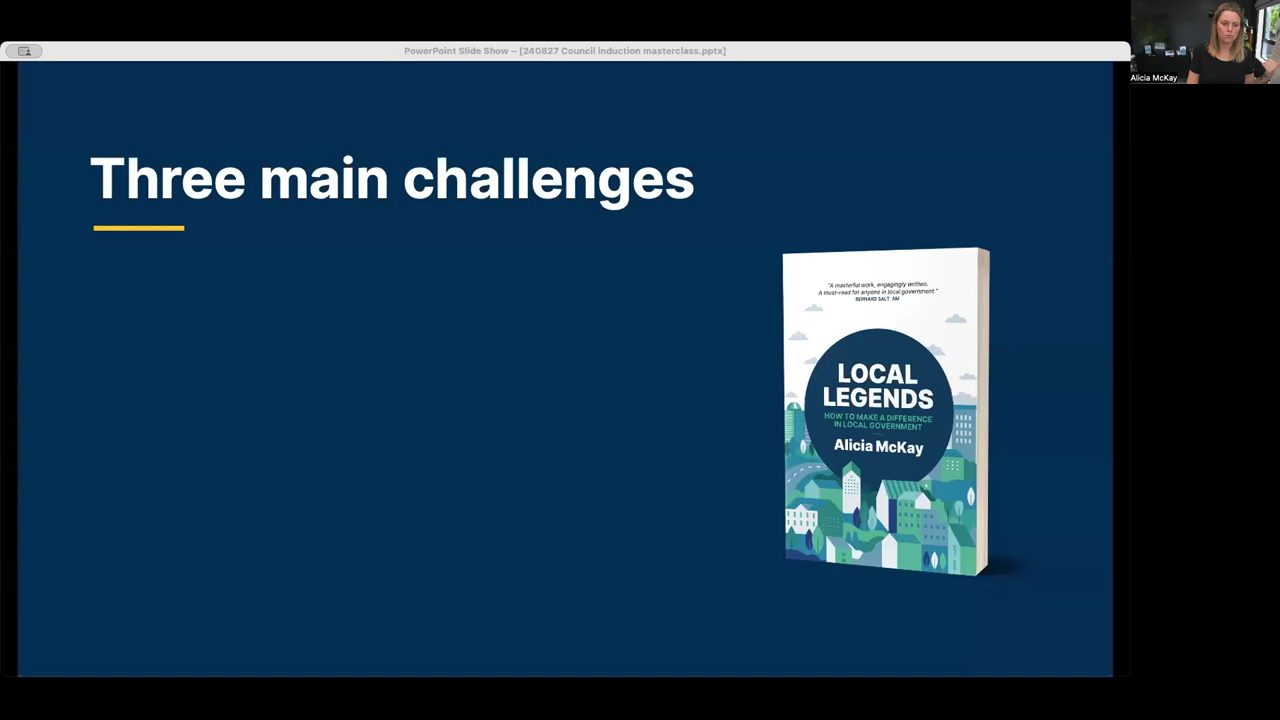 PowerPoint Slide Show – [240827 Council induction masterclass.pptx]
Alicia McKay
Three main challenges
"A masterful work, engagingly written.
A must-read for anyone in local government."
BERNARD SALT, AM
LOCAL
LEGENDS
HOW TO MAKE A DIFFERENCE
IN LOCAL GOVERNMENT
Alicia McKay